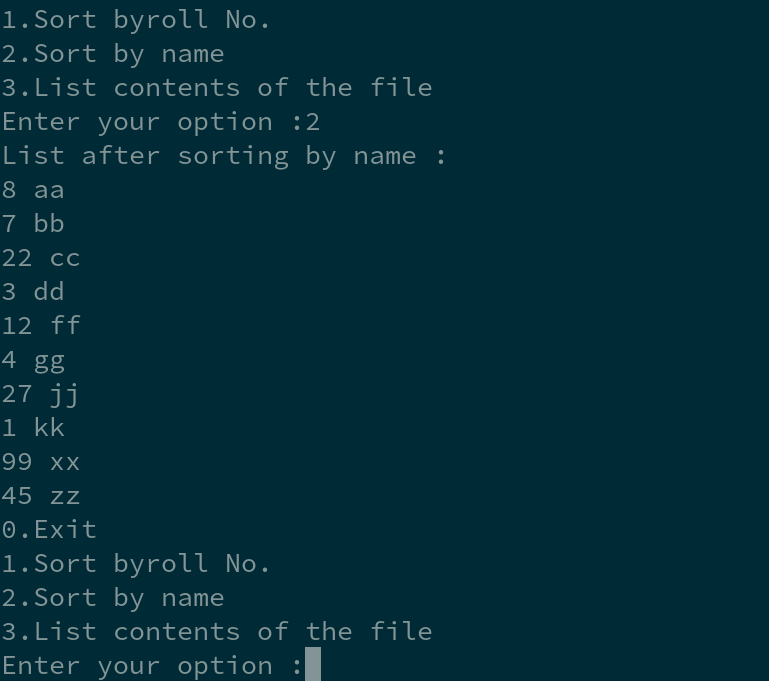 1.Sort byroll No.
2.Sort by name
3.List contents of the file
Enter your option :2
List after sorting by name :
8 aa
7 bb
22 cc
3 dd
12 ff
4 gg
27 jj
1 kk
99 xx
45 zz
0.Exit
1.Sort byroll No.
2.Sort by name
3.List contents of the file
Enter your option :